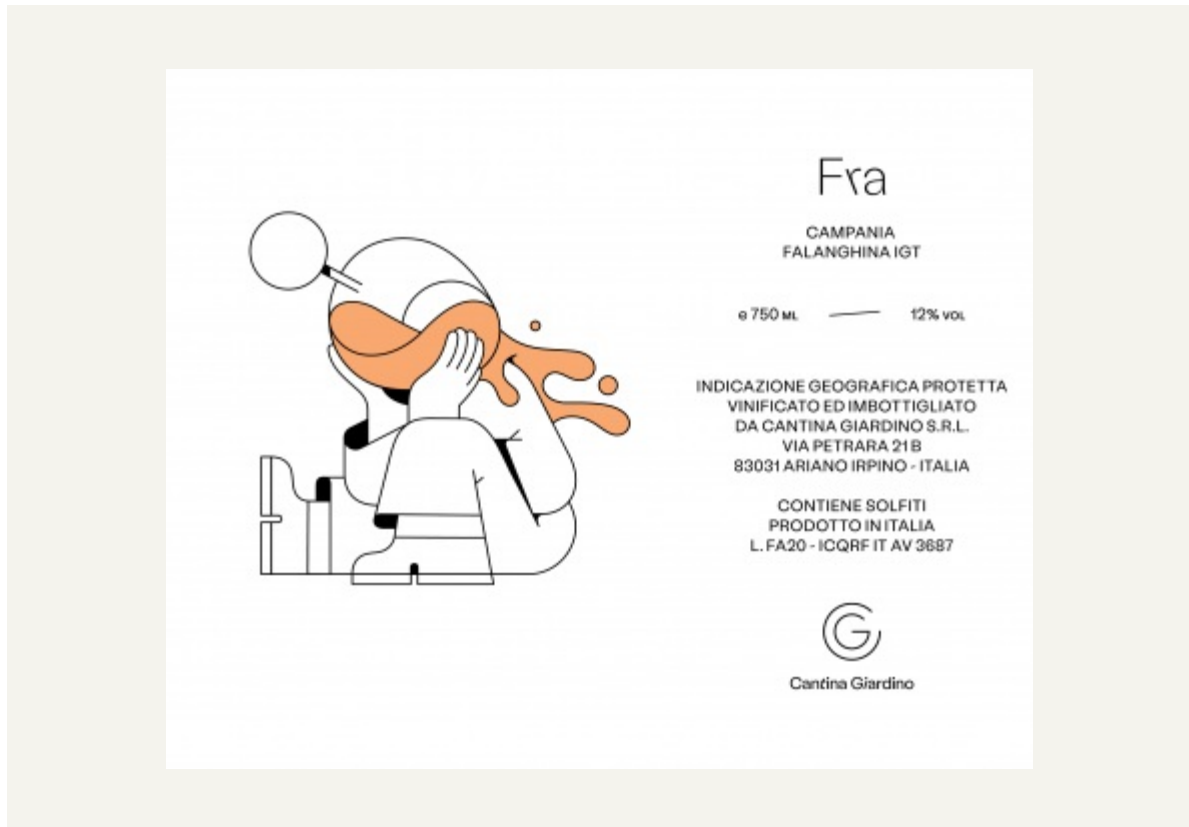 Fra
CAMPANIA
FALANGHINA IGT
e 750 ML 12% VOL
INDICAZIONE GEOGRAFICA PROTETTA
VINIFICATO ED IMBOTTIGLIATO
DA CANTINA GIARDINO S.R.L.
VIA PETRARA 21 B
83031 ARIANO IRPINO - ITALIA
CONTIENE SOLFITI
PRODOTTO IN ITALIA
L. FA20 - ICQRF IT AV 3687
CG
Cantina Giardino